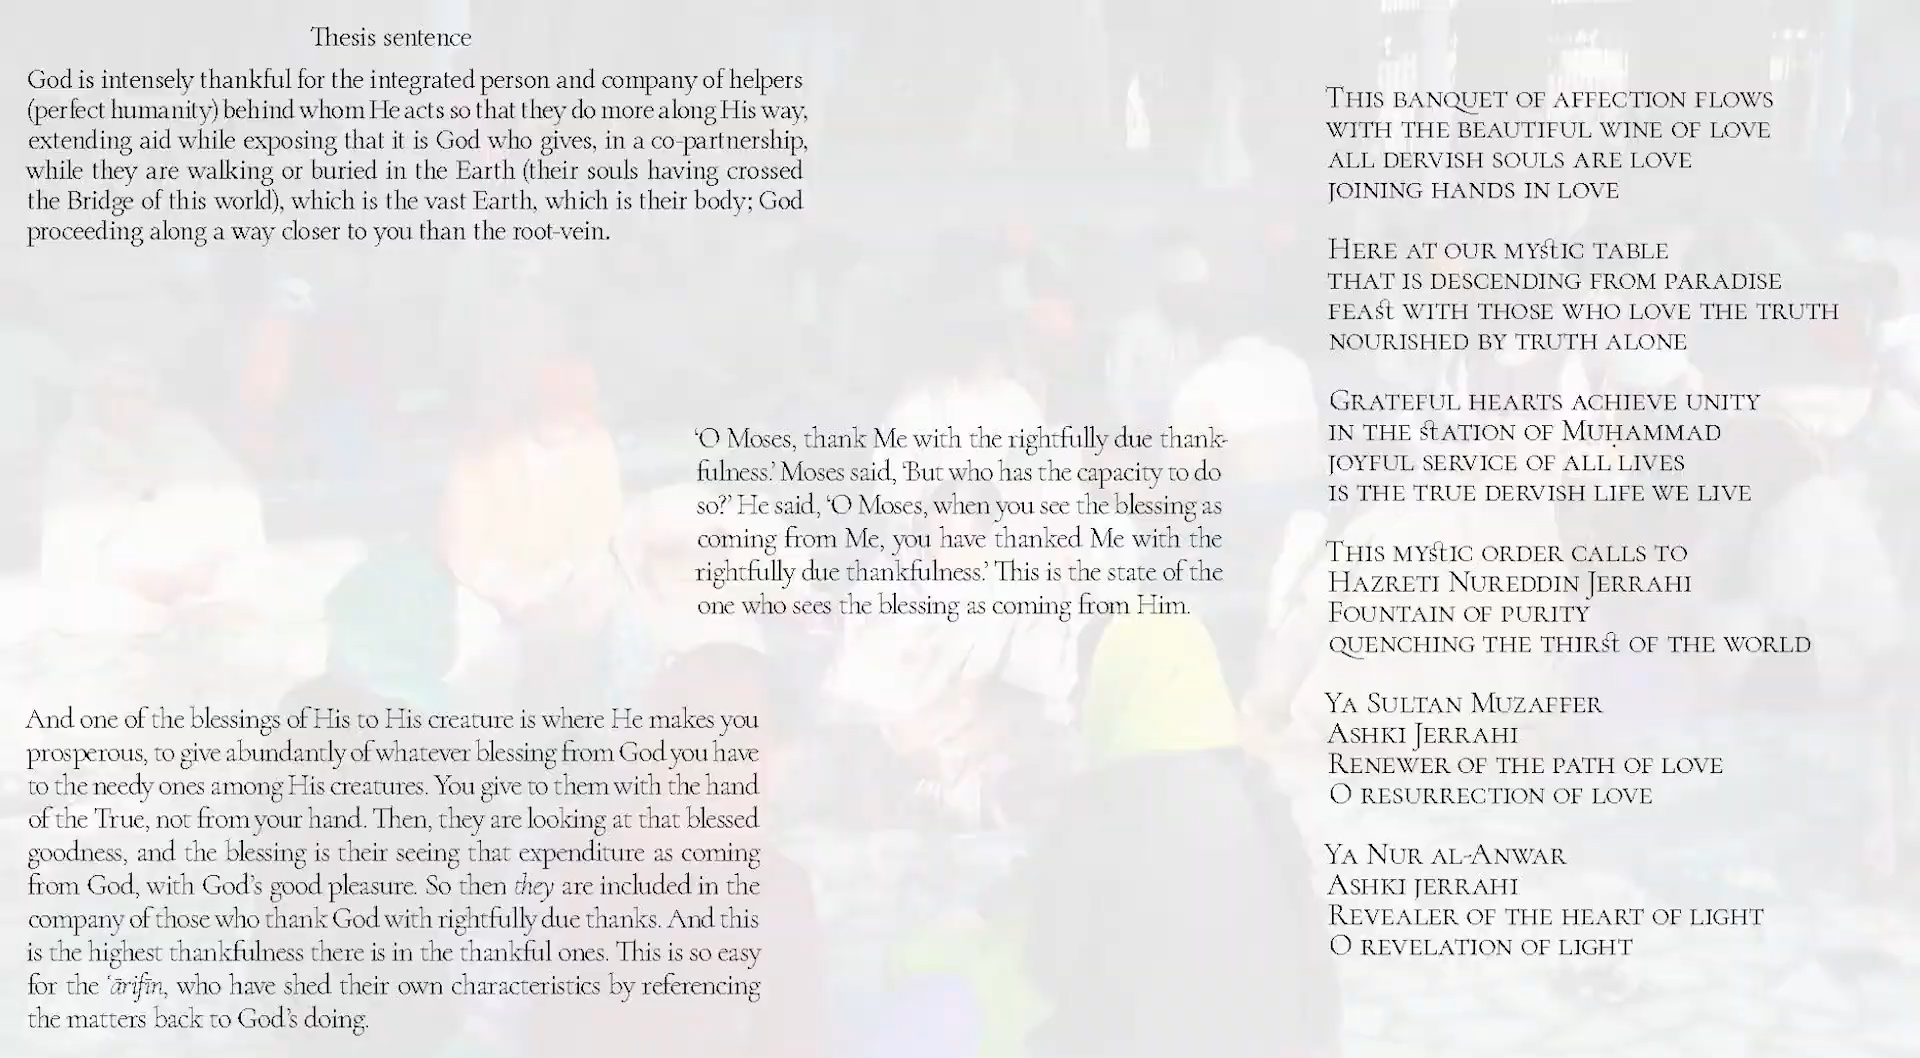 Thesis sentence
God is intensely thankful for the integrated person and company of helpers
(perfect humanity) behind whom He acts so that they do more along His way,
extending aid while exposing that it is God who gives, in a co-partnership,
while they are walking or buried in the Earth (their souls having crossed
the Bridge of this world), which is the vast Earth, which is their body; God
proceeding along a way closer to you than the root-vein.
‘O Moses, thank Me with the rightfully due thank-
fulness.’ Moses said, ‘But who has the capacity to do
so?’ He said, ‘O Moses, when you see the blessing as
coming from Me, you have thanked Me with the
rightfully due thankfulness.’ This is the state of the
one who sees the blessing as coming from Him.
And one of the blessings of His to His creature is where He makes you
prosperous, to give abundantly of whatever blessing from God you have
to the needy ones among His creatures. You give to them with the hand
of the True, not from your hand. Then, they are looking at that blessed
goodness, and the blessing is their seeing that expenditure as coming
from God, with God’s good pleasure. So then they are included in the
company of those who thank God with rightfully due thanks. And this
is the highest thankfulness there is in the thankful ones. This is so easy
for the ʿārifīn, who have shed their own characteristics by referencing
the matters back to God’s doing.
This banquet of affection flows
with the beautiful wine of love
all dervish souls are love
joining hands in love
Here at our mystic table
that is descending from paradise
feast with those who love the truth
nourished by truth alone
Grateful hearts achieve unity
in the station of Muḥammad
joyful service of all lives
is the true dervish life we live
This mystic order calls to
Hazreti Nureddin Jerrahi
Fountain of purity
quenching the thirst of the world
Ya Sultan Muzaffer
Ashki Jerrahi
Renewer of the path of love
O resurrection of love
Ya Nur al-Anwar
Ashki jerrahi
Revealer of the heart of light
O revelation of light